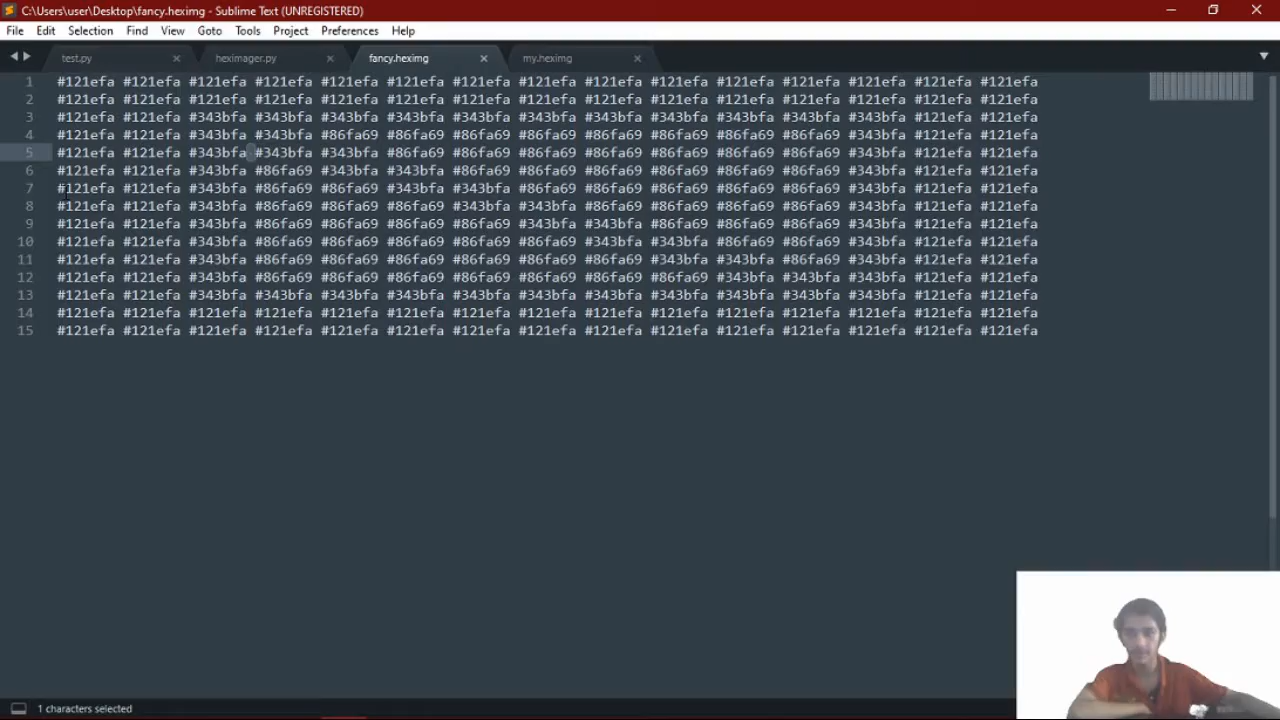 C:\Users\user\Desktop\fancy.heximg - Sublime Text (UNREGISTERED)
File Edit Selection Find View Goto Tools Project Preferences Help
test.py heximager.py fancy.heximg my.heximg
1 #121efa #121efa #121efa #121efa #121efa #121efa #121efa #121efa #121efa #121efa #121efa #121efa #121efa #121efa #121efa
2 #121efa #121efa #121efa #121efa #121efa #121efa #121efa #121efa #121efa #121efa #121efa #121efa #121efa #121efa #121efa
3 #121efa #121efa #343bfa #343bfa #343bfa #343bfa #343bfa #343bfa #343bfa #343bfa #343bfa #343bfa #343bfa #121efa #121efa
4 #121efa #121efa #343bfa #343bfa #86fa69 #86fa69 #86fa69 #86fa69 #86fa69 #86fa69 #86fa69 #86fa69 #343bfa #121efa #121efa
5 #121efa #121efa #343bfa #343bfa #343bfa #86fa69 #86fa69 #86fa69 #86fa69 #86fa69 #86fa69 #86fa69 #343bfa #121efa #121efa
6 #121efa #121efa #343bfa #86fa69 #343bfa #343bfa #86fa69 #86fa69 #86fa69 #86fa69 #86fa69 #86fa69 #343bfa #121efa #121efa
7 #121efa #121efa #343bfa #86fa69 #86fa69 #343bfa #343bfa #86fa69 #86fa69 #86fa69 #86fa69 #86fa69 #343bfa #121efa #121efa
8 #121efa #121efa #343bfa #86fa69 #86fa69 #86fa69 #343bfa #343bfa #86fa69 #86fa69 #86fa69 #86fa69 #343bfa #121efa #121efa
9 #121efa #121efa #343bfa #86fa69 #86fa69 #86fa69 #86fa69 #343bfa #343bfa #86fa69 #86fa69 #86fa69 #343bfa #121efa #121efa
10 #121efa #121efa #343bfa #86fa69 #86fa69 #86fa69 #86fa69 #86fa69 #343bfa #343bfa #86fa69 #86fa69 #343bfa #121efa #121efa
11 #121efa #121efa #343bfa #86fa69 #86fa69 #86fa69 #86fa69 #86fa69 #86fa69 #343bfa #343bfa #86fa69 #343bfa #121efa #121efa
12 #121efa #121efa #343bfa #86fa69 #86fa69 #86fa69 #86fa69 #86fa69 #86fa69 #86fa69 #343bfa #343bfa #343bfa #121efa #121efa
13 #121efa #121efa #343bfa #343bfa #343bfa #343bfa #343bfa #343bfa #343bfa #343bfa #343bfa #343bfa #343bfa #121efa #121efa
14 #121efa #121efa #121efa #121efa #121efa #121efa #121efa #121efa #121efa #121efa #121efa #121efa #121efa #121efa #121efa
15 #121efa #121efa #121efa #121efa #121efa #121efa #121efa #121efa #121efa #121efa #121efa #121efa #121efa #121efa #121efa
1 characters selected